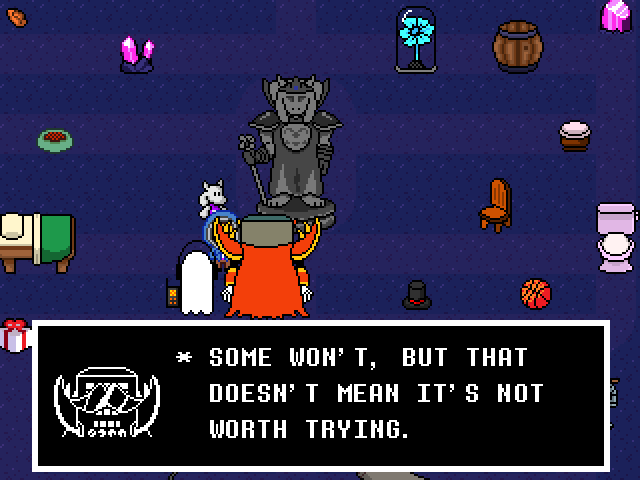 * SOME WON'T, BUT THAT
DOESN'T MEAN IT'S NOT
WORTH TRYING.